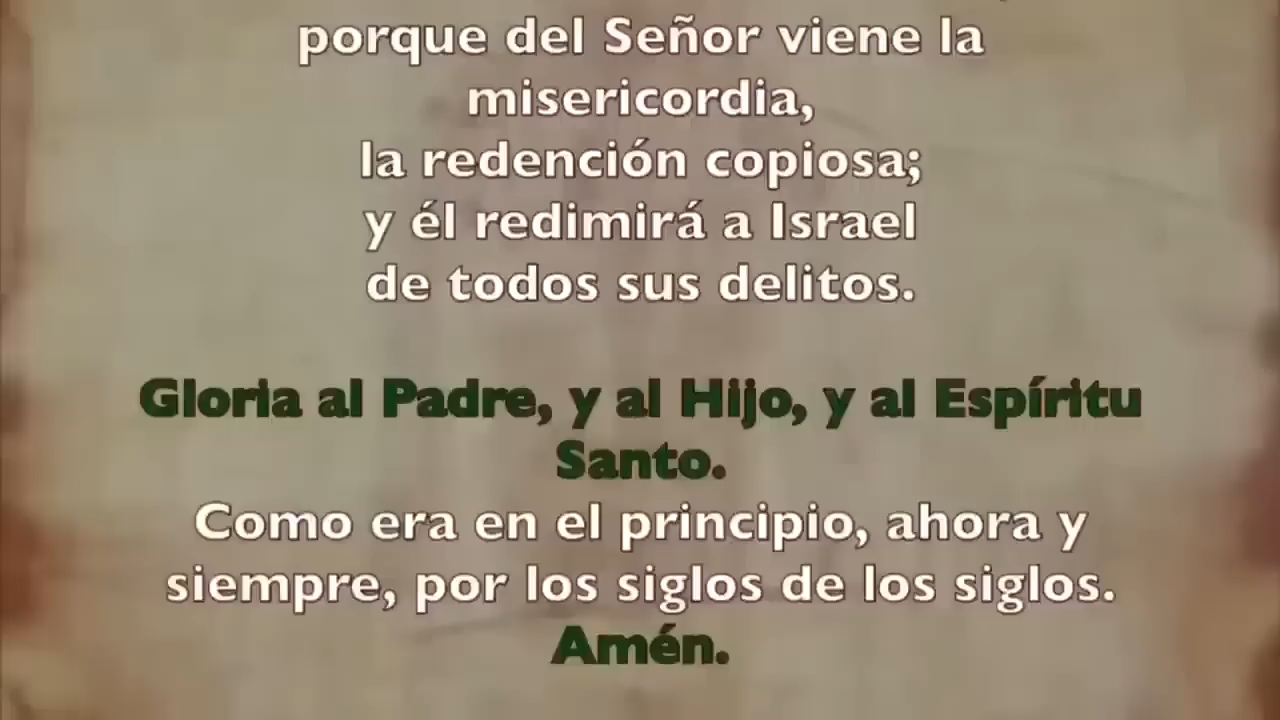 porque del Señor viene la
misericordia,
la redención copiosa;
y él redimirá a Israel
de todos sus delitos.
Gloria al Padre, y al Hijo, y al Espíritu
Santo.
Como era en el principio, ahora y
siempre, por los siglos de los siglos.
Amén.